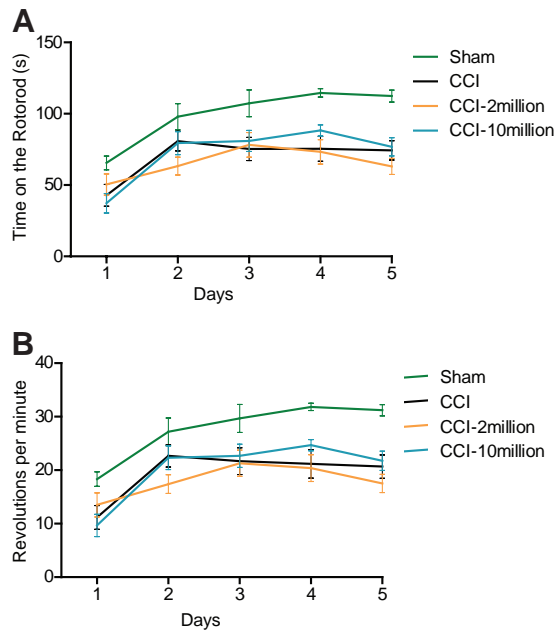 A
150
100
50
0
Time on the Rotorod (s)
1 2 3 4 5
Days
Sham
CCI
CCI-2million
CCI-10million
B
40
30
20
10
0
Revolutions per minute
1 2 3 4 5
Days
Sham
CCI
CCI-2million
CCI-10million